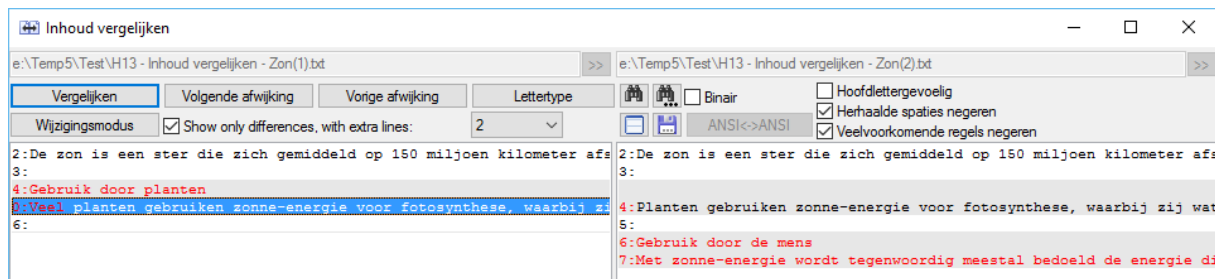 Inhoud vergelijken
e:\Temp5\Test\H13 - Inhoud vergelijken - Zon(1).txt >> e:\Temp5\Test\H13 - Inhoud vergelijken - Zon(2).txt >>
Vergelijken Volgende afwijking Vorige afwijking Lettertype Binair Hoofdlettergevoelig
Herhaalde spaties negeren
Wijzigingsmodus Show only differences, with extra lines: 2 ANSI<->ANSI Veelvoorkomende regels negeren
2:De zon is een ster die zich gemiddeld op 150 miljoen kilometer afs
3:
4:Gebruik door planten
0:Veel planten gebruiken zonne-energie voor fotosynthese, waarbij zi
6:
2:De zon is een ster die zich gemiddeld op 150 miljoen kilometer afs
3:
4:Planten gebruiken zonne-energie voor fotosynthese, waarbij zij wat
5:
6:Gebruik door de mens
7:Met zonne-energie wordt tegenwoordig meestal bedoeld de energie di